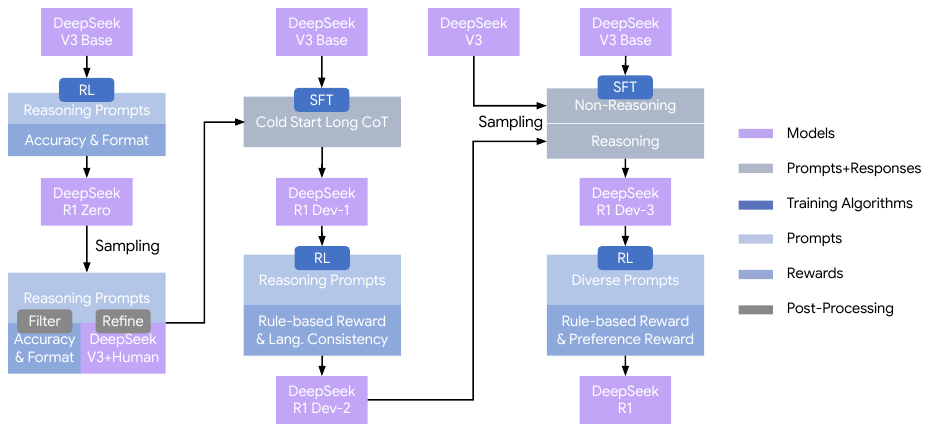 DeepSeek
V3 Base
RL
Reasoning Prompts
Accuracy & Format
DeepSeek
R1 Zero
Sampling
Reasoning Prompts
Filter
Refine
Accuracy
& Format
DeepSeek
V3+Human
DeepSeek
V3 Base
SFT
Cold Start Long CoT
DeepSeek
R1 Dev-1
RL
Reasoning Prompts
Rule-based Reward
& Lang. Consistency
DeepSeek
R1 Dev-2
DeepSeek
V3
Sampling
DeepSeek
V3 Base
SFT
Non-Reasoning
Reasoning
DeepSeek
R1 Dev-3
RL
Diverse Prompts
Rule-based Reward
& Preference Reward
DeepSeek
R1
Models
Prompts+Responses
Training Algorithms
Prompts
Rewards
Post-Processing